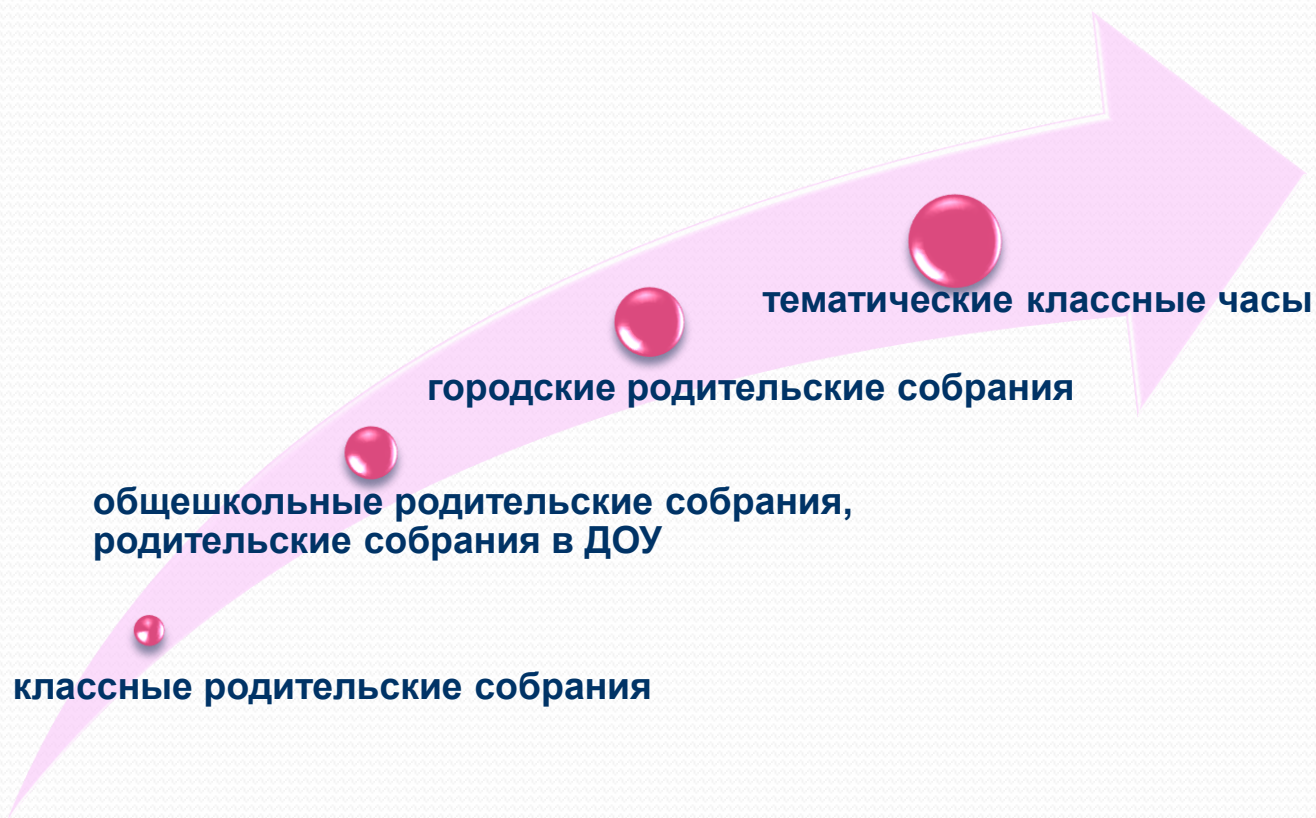 тематические классные часы
городские родительские собрания
общешкольные родительские собрания,
родительские собрания в ДОУ
классные родительские собрания